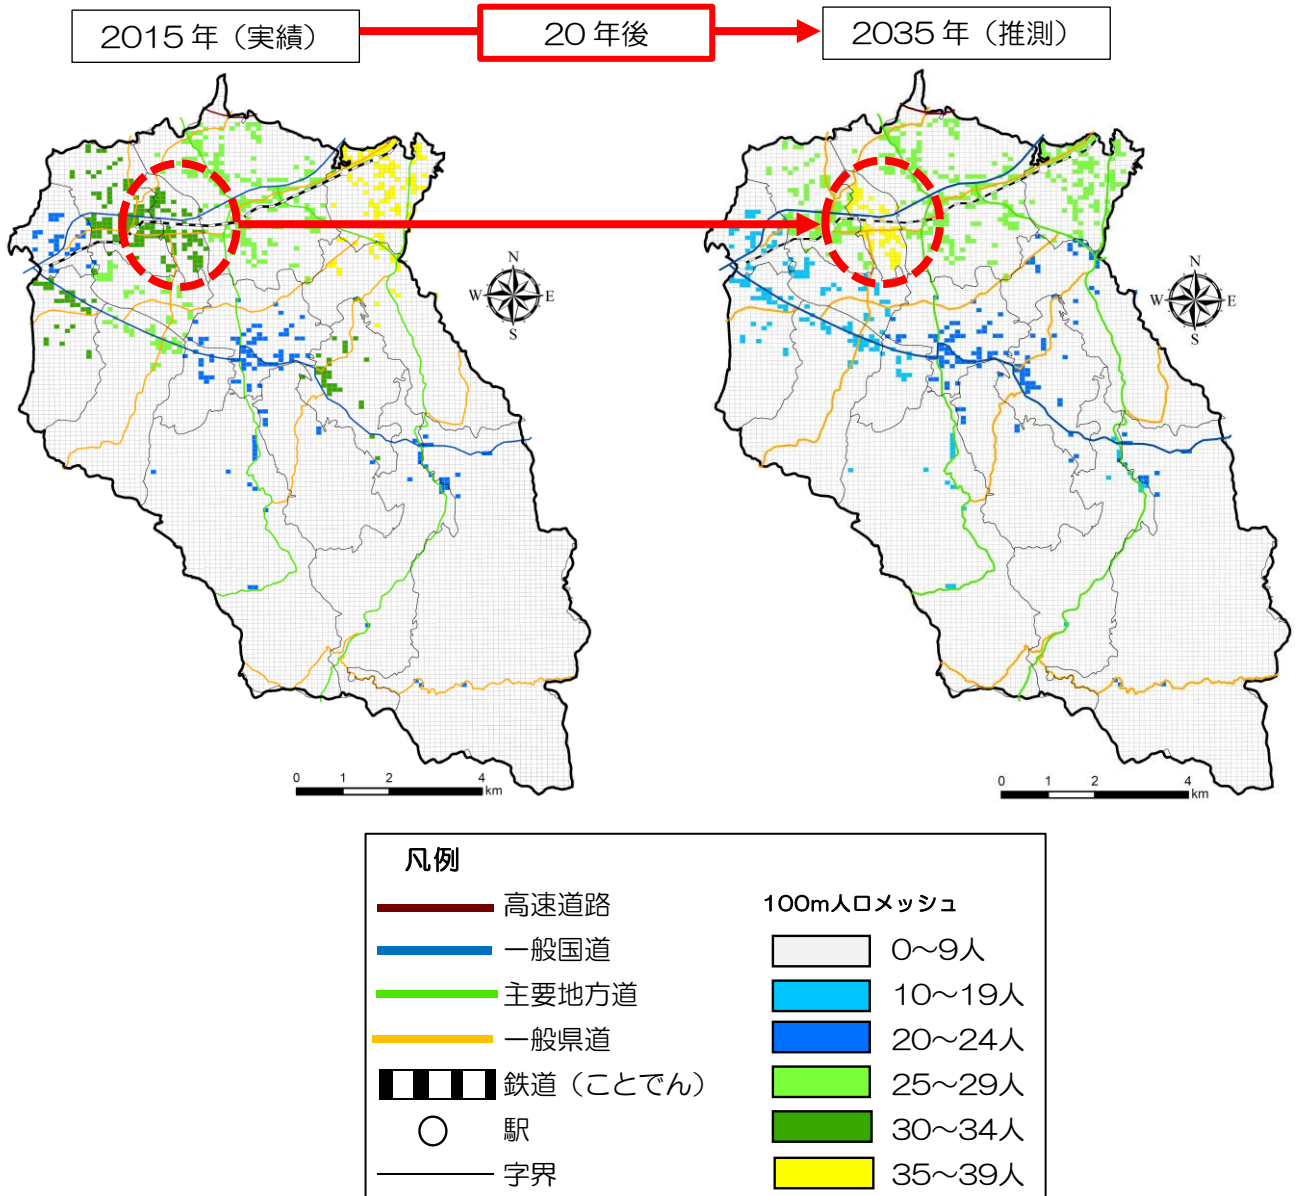 2015年（実績）
20年後
2035年（推測）
N
W E
S
N
W E
S
0 1 2 4
km
0 1 2 4
km
凡例
高速道路
一般国道
主要地方道
一般県道
鉄道（ことでん）
駅
字界
100m人口メッシュ
0～9人
10～19人
20～24人
25～29人
30～34人
35～39人